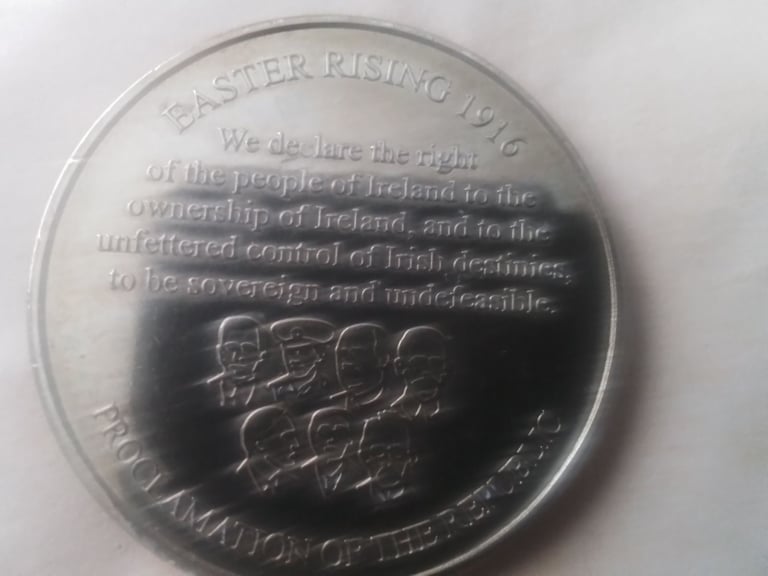 EASTER RISING 1916
We declare the right
of the people of Ireland to the
ownership of Ireland, and to the
unfettered control of Irish destinies,
to be sovereign and undefeasible.
PROCLAMATION OF THE REPUBLIC